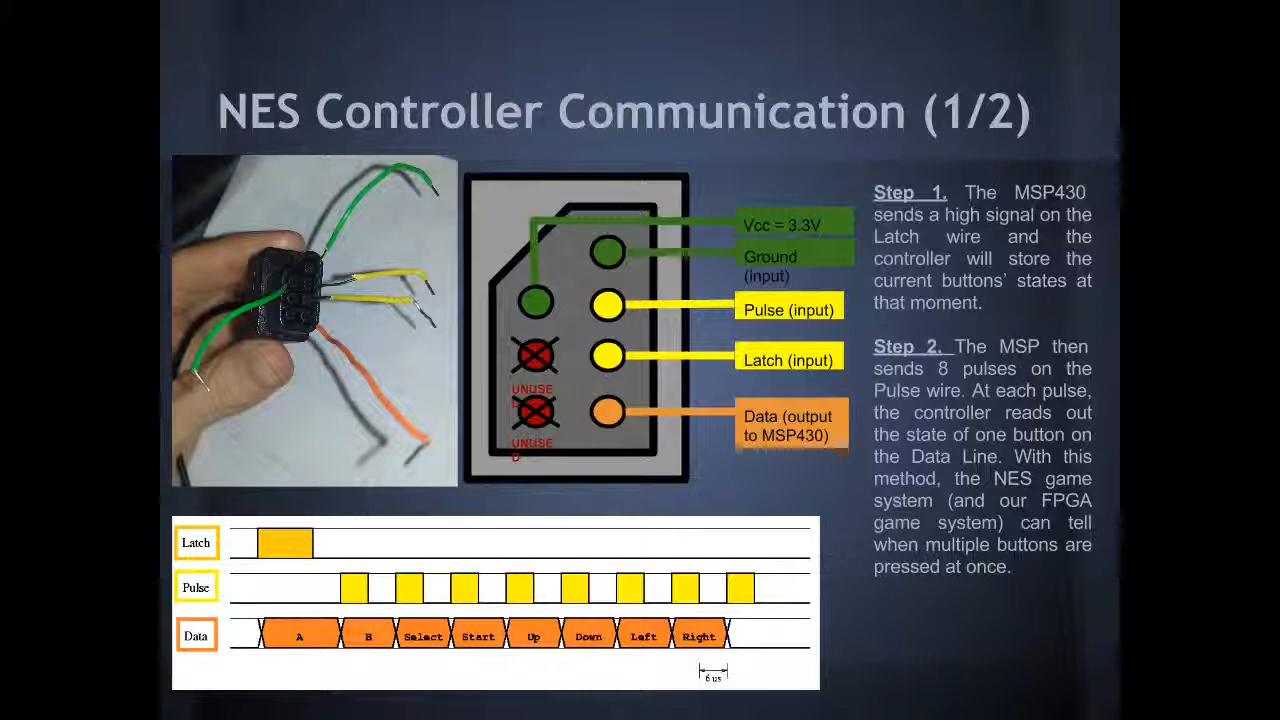 NES Controller Communication (1/2)
Vcc = 3.3V
Ground
(input)
Pulse (input)
Latch (input)
UNUSE
D
UNUSE
D
Data (output
to MSP430)
Step 1. The MSP430
sends a high signal on the
Latch wire and the
controller will store the
current buttons’ states at
that moment.
Step 2. The MSP then
sends 8 pulses on the
Pulse wire. At each pulse,
the controller reads out
the state of one button on
the Data Line. With this
method, the NES game
system (and our FPGA
game system) can tell
when multiple buttons are
pressed at once.
Latch
Pulse
Data A B Select Start Up Down Left Right
6 us